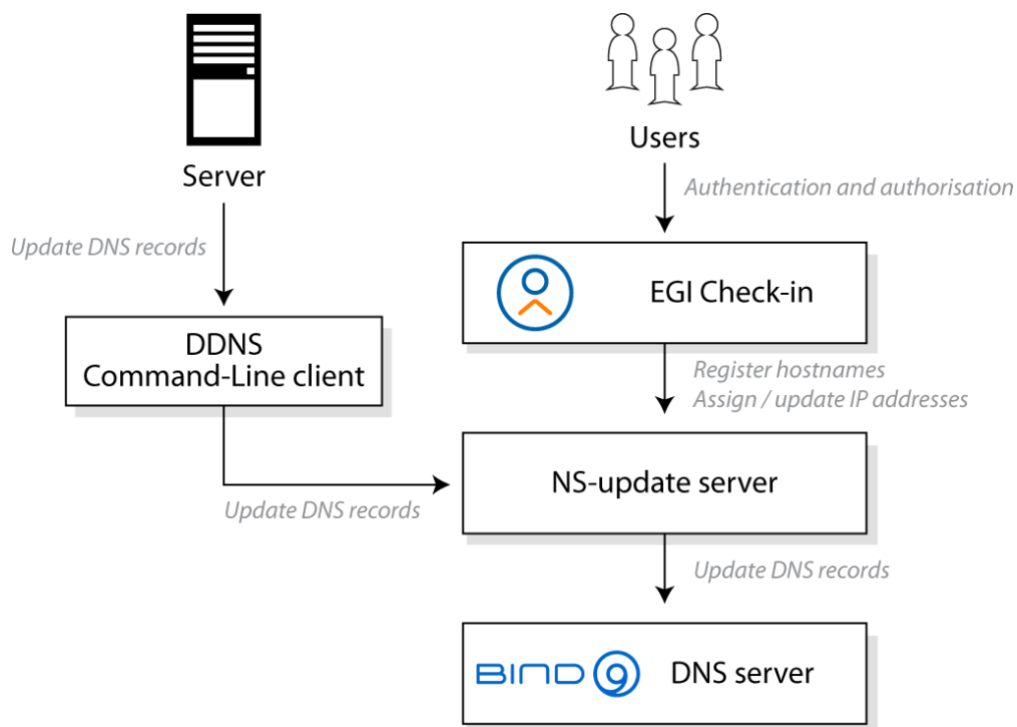 Server
Users
Update DNS records
Authentication and authorisation
EGI Check-in
DDNS
Command-Line client
Register hostnames
Assign / update IP addresses
NS-update server
Update DNS records
Update DNS records
BIND 9 DNS server